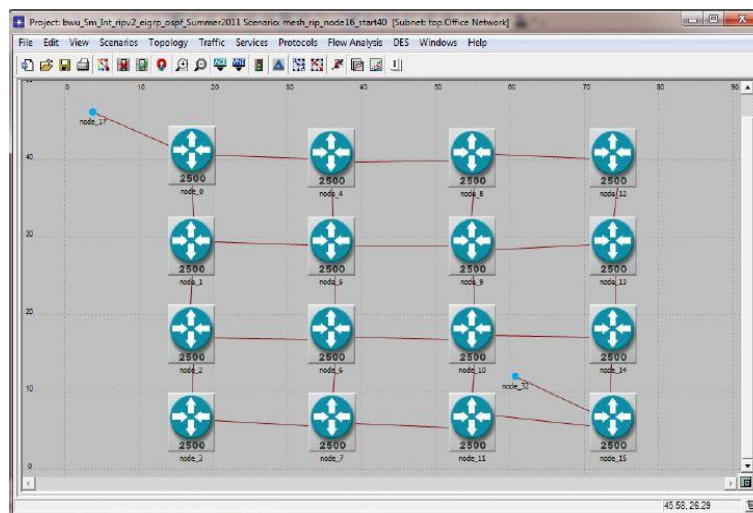 Project: bwu_Sm_Int_ripv2_eigrp_ospf_Summer2011 Scenario: mesh_rip_node16_start40 [Subnet: top.Office Network]
File Edit View Scenarios Topology Traffic Services Protocols Flow Analysis DES Windows Help
0 10 20 30 40 50 60 70 80 90
node_17
40
2500 2500 2500 2500
node_0 node_4 node_8 node_12
30
2500 2500 2500 2500
node_1 node_5 node_9 node_13
20
2500 2500 2500 2500
node_2 node_6 node_10 node_14
10
node_32
2500 2500 2500 2500
node_3 node_7 node_11 node_15
0
45.58, 26.29